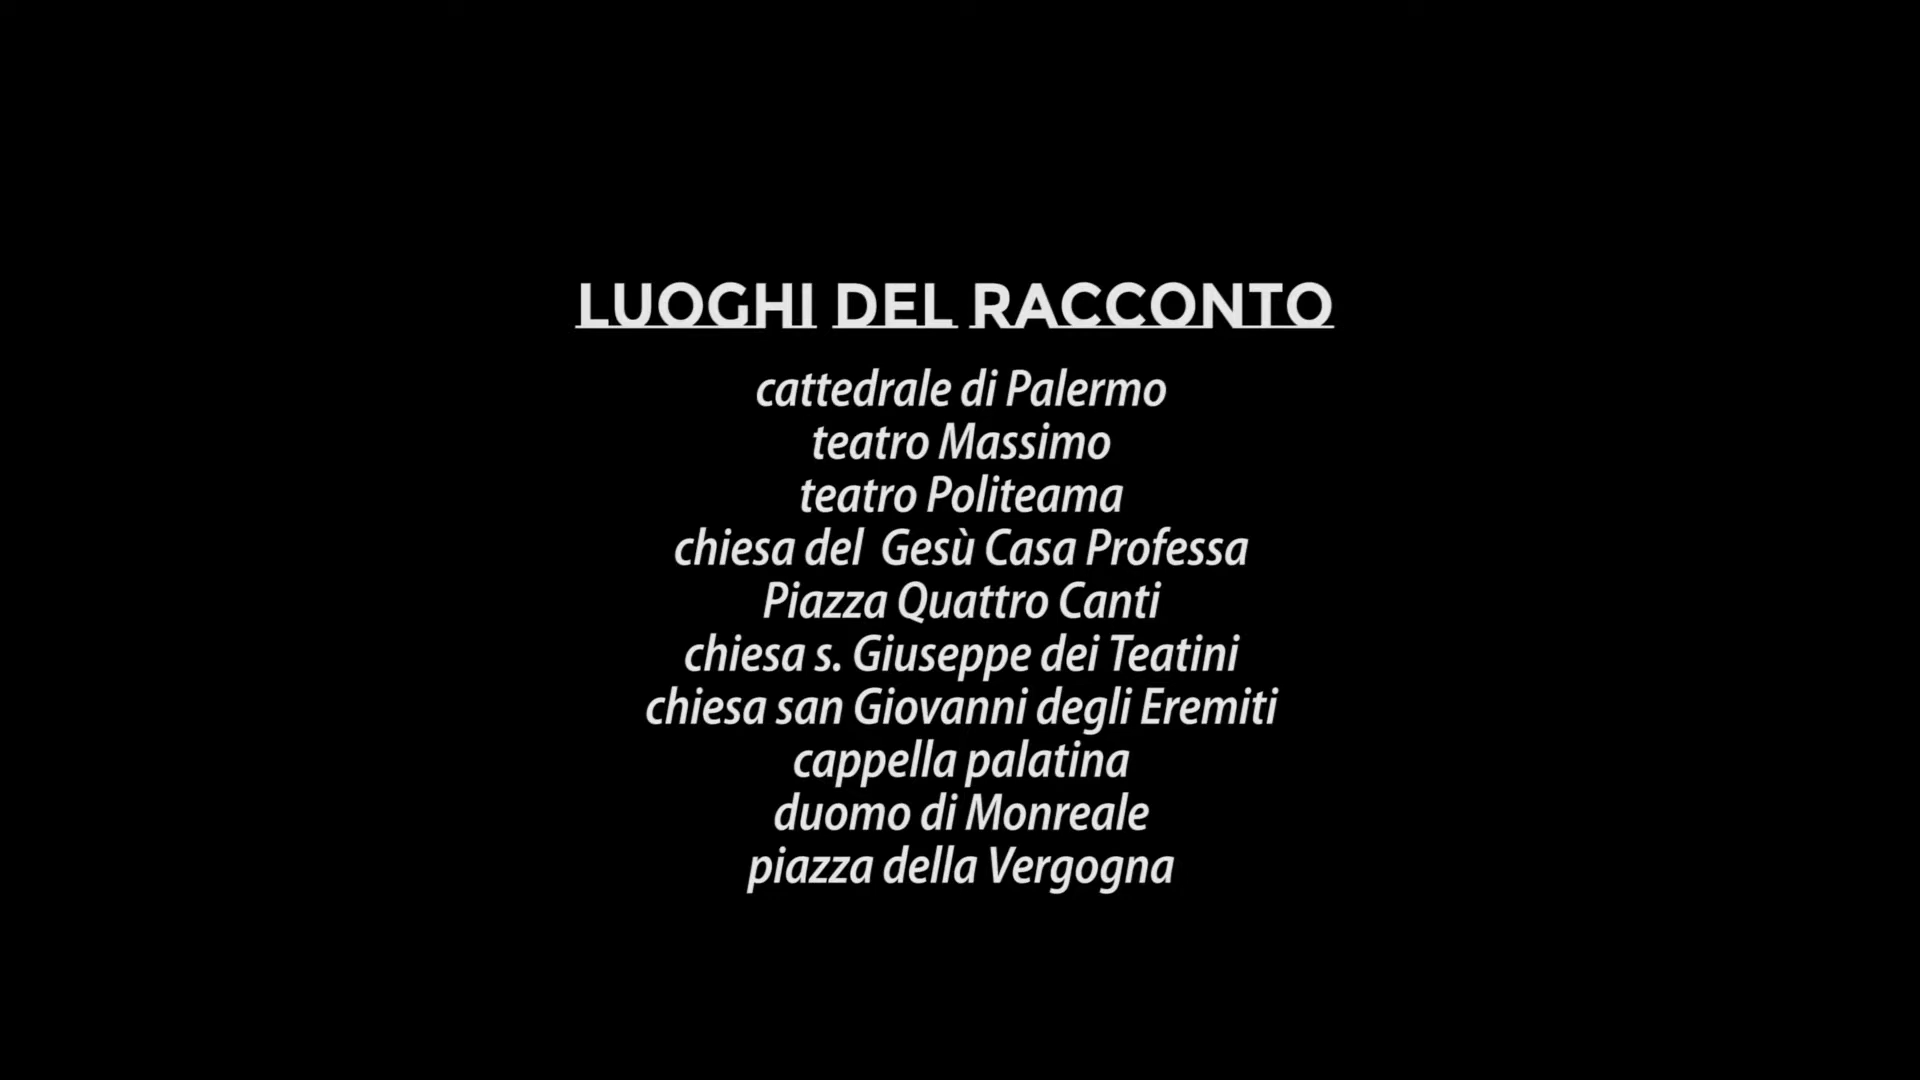 LUOGHI DEL RACCONTO
cattedrale di Palermo
teatro Massimo
teatro Politeama
chiesa del  Gesù Casa Professa
Piazza Quattro Canti
chiesa s. Giuseppe dei Teatini
chiesa san Giovanni degli Eremiti
cappella palatina
duomo di Monreale
piazza della Vergogna